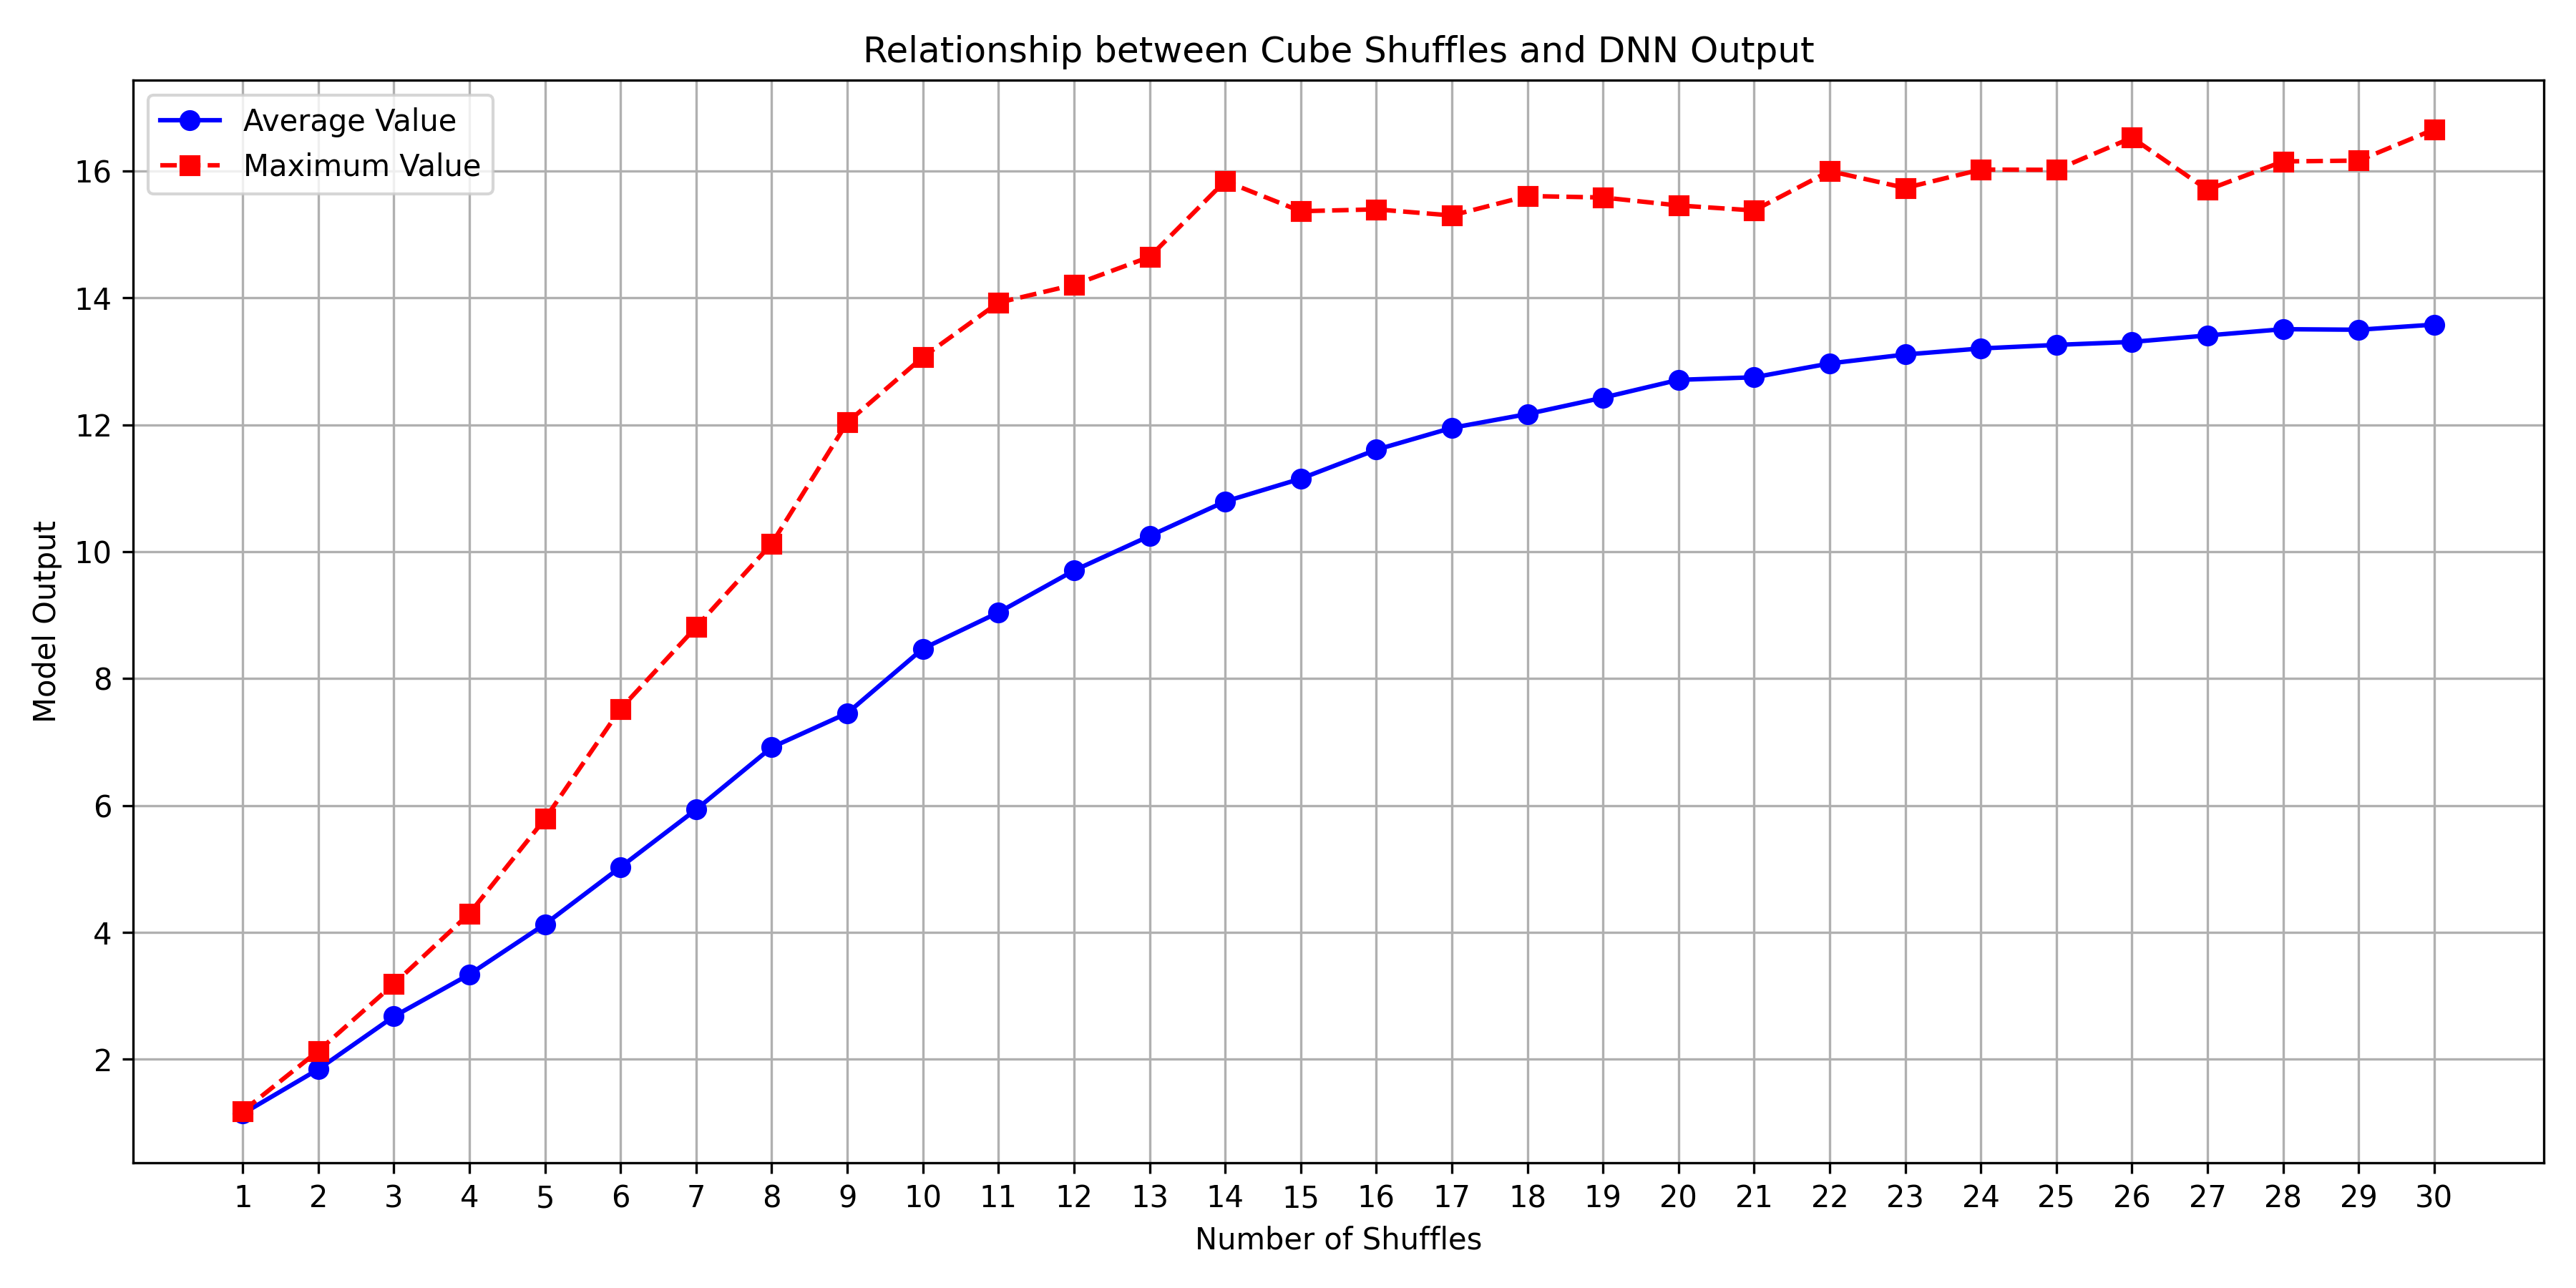 Relationship between Cube Shuffles and DNN Output
Average Value
Maximum Value
Model Output
16
14
12
10
8
6
4
2
1 2 3 4 5 6 7 8 9 10 11 12 13 14 15 16 17 18 19 20 21 22 23 24 25 26 27 28 29 30
Number of Shuffles